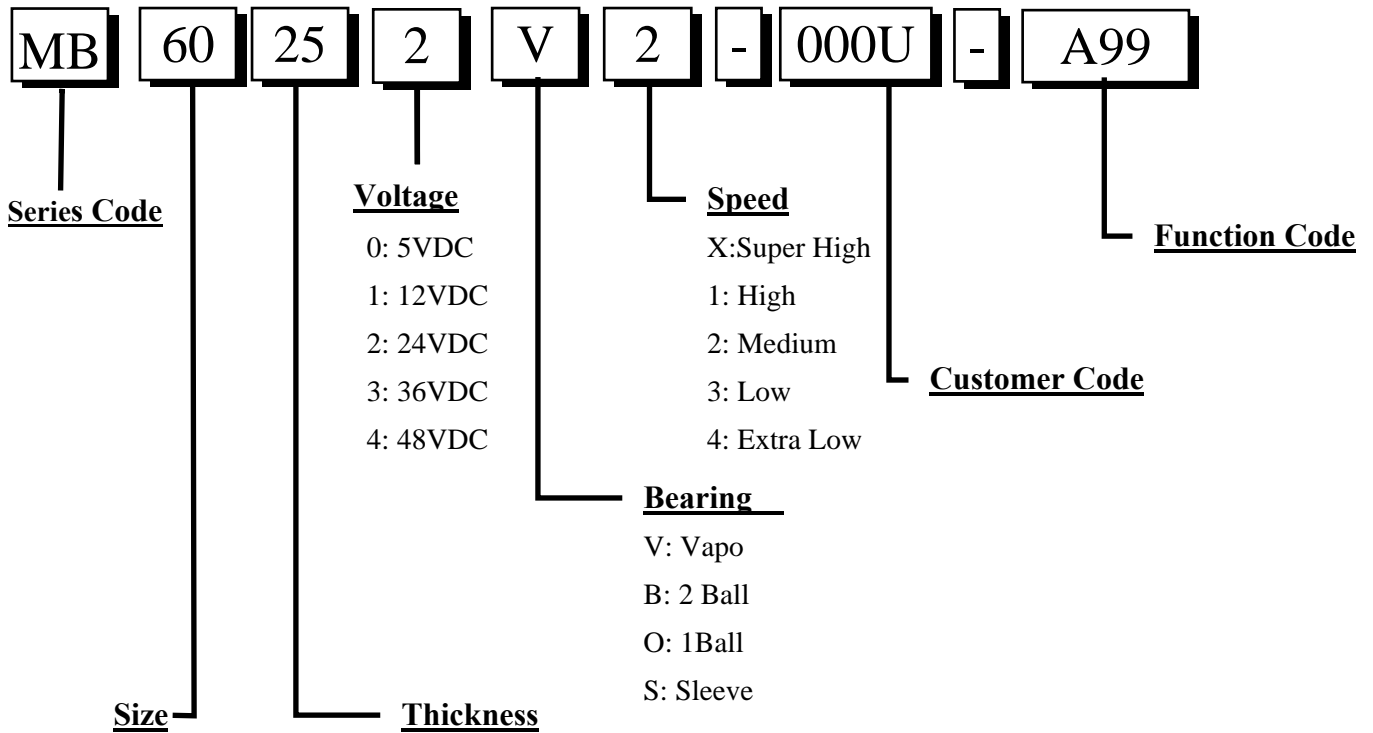 MB 60 25 2 V 2 - 000U - A99
Series Code
Voltage
0: 5VDC
1: 12VDC
2: 24VDC
3: 36VDC
4: 48VDC
Speed
X:Super High
1: High
2: Medium
3: Low
4: Extra Low
Function Code
Customer Code
Bearing
V: Vapo
B: 2 Ball
O: 1Ball
S: Sleeve
Size
Thickness